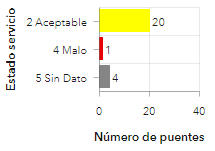 Estado servicio
2 Aceptable 20
4 Malo 1
5 Sin Dato 4
0 20 40
Número de puentes